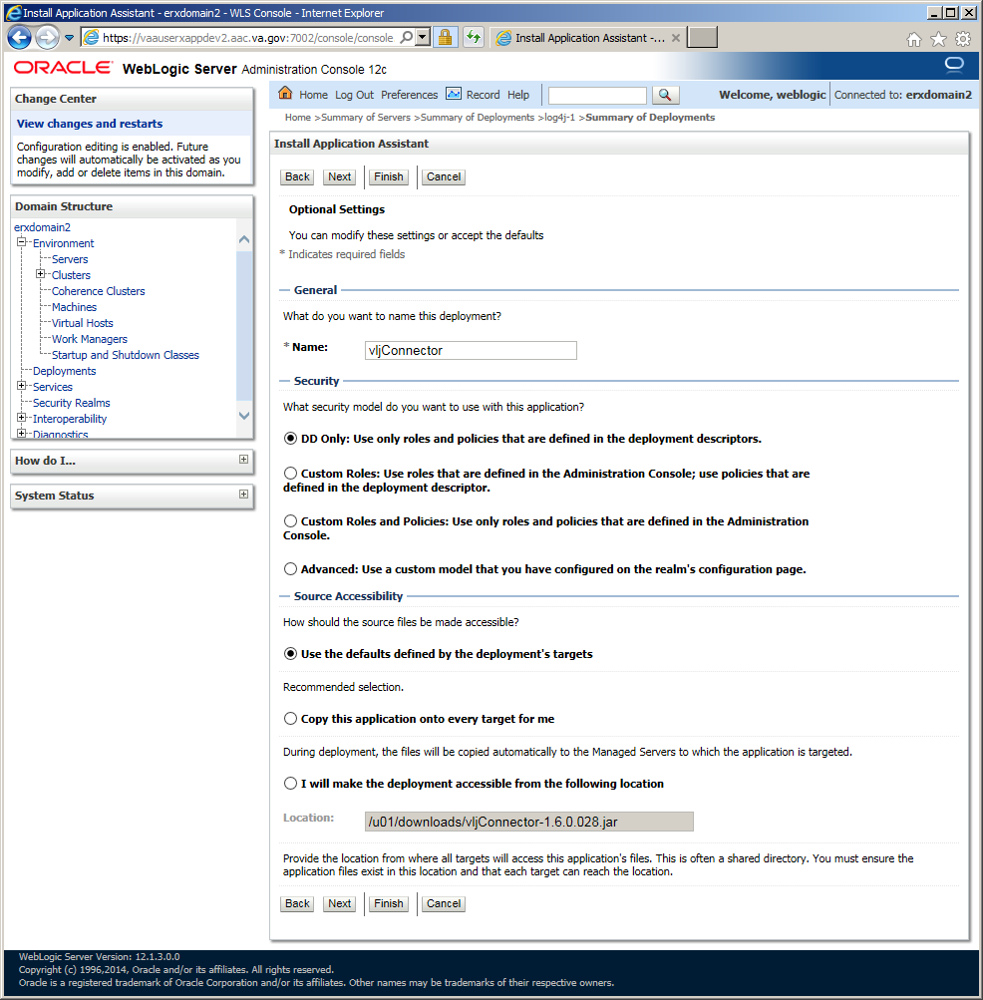 Install Application Assistant - erxdomain2 - WLS Console - Internet Explorer
https://vaauserxappdev2.aac.va.gov:7002/console/console
Install Application Assistant -...
ORACLE WebLogic Server Administration Console 12c
Change Center
View changes and restarts
Configuration editing is enabled. Future
changes will automatically be activated as you
modify, add or delete items in this domain.
Domain Structure
erxdomain2
Environment
Servers
Clusters
Coherence Clusters
Machines
Virtual Hosts
Work Managers
Startup and Shutdown Classes
Deployments
Services
Security Realms
Interoperability
Diagnostics
How do I...
System Status
Home Log Out Preferences Record Help
Welcome, weblogic Connected to: erxdomain2
Home >Summary of Servers >Summary of Deployments >log4j-1 >Summary of Deployments
Install Application Assistant
Back Next Finish Cancel
Optional Settings
You can modify these settings or accept the defaults
* Indicates required fields
General
What do you want to name this deployment?
* Name: vljConnector
Security
What security model do you want to use with this application?
DD Only: Use only roles and policies that are defined in the deployment descriptors.
Custom Roles: Use roles that are defined in the Administration Console; use policies that are
defined in the deployment descriptor.
Custom Roles and Policies: Use only roles and policies that are defined in the Administration
Console.
Advanced: Use a custom model that you have configured on the realm's configuration page.
Source Accessibility
How should the source files be made accessible?
Use the defaults defined by the deployment's targets
Recommended selection.
Copy this application onto every target for me
During deployment, the files will be copied automatically to the Managed Servers to which the application is targeted.
I will make the deployment accessible from the following location
Location: /u01/downloads/vljConnector-1.6.0.028.jar
Provide the location from where all targets will access this application's files. This is often a shared directory. You must ensure the
application files exist in this location and that each target can reach the location.
Back Next Finish Cancel
WebLogic Server Version: 12.1.3.0.0
Copyright (c) 1996,2014, Oracle and/or its affiliates. All rights reserved.
Oracle is a registered trademark of Oracle Corporation and/or its affiliates. Other names may be trademarks of their respective owners.